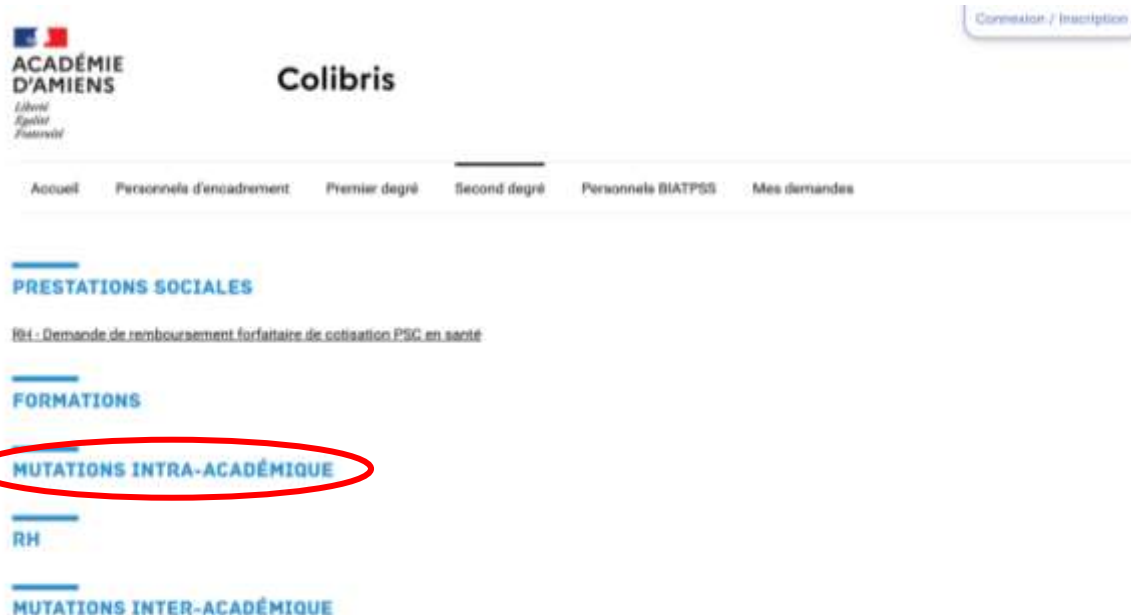 Connexion / Inscription
ACADÉMIE
D'AMIENS
Liberté
Égalité
Fraternité
Colibris
Accueil Personnels d'encadrement Premier degré Second degré Personnels BIATPSS Mes demandes
PRESTATIONS SOCIALES
RH - Demande de remboursement forfaitaire de cotisation PSC en santé
FORMATIONS
MUTATIONS INTRA-ACADÉMIQUE
RH
MUTATIONS INTER-ACADÉMIQUE